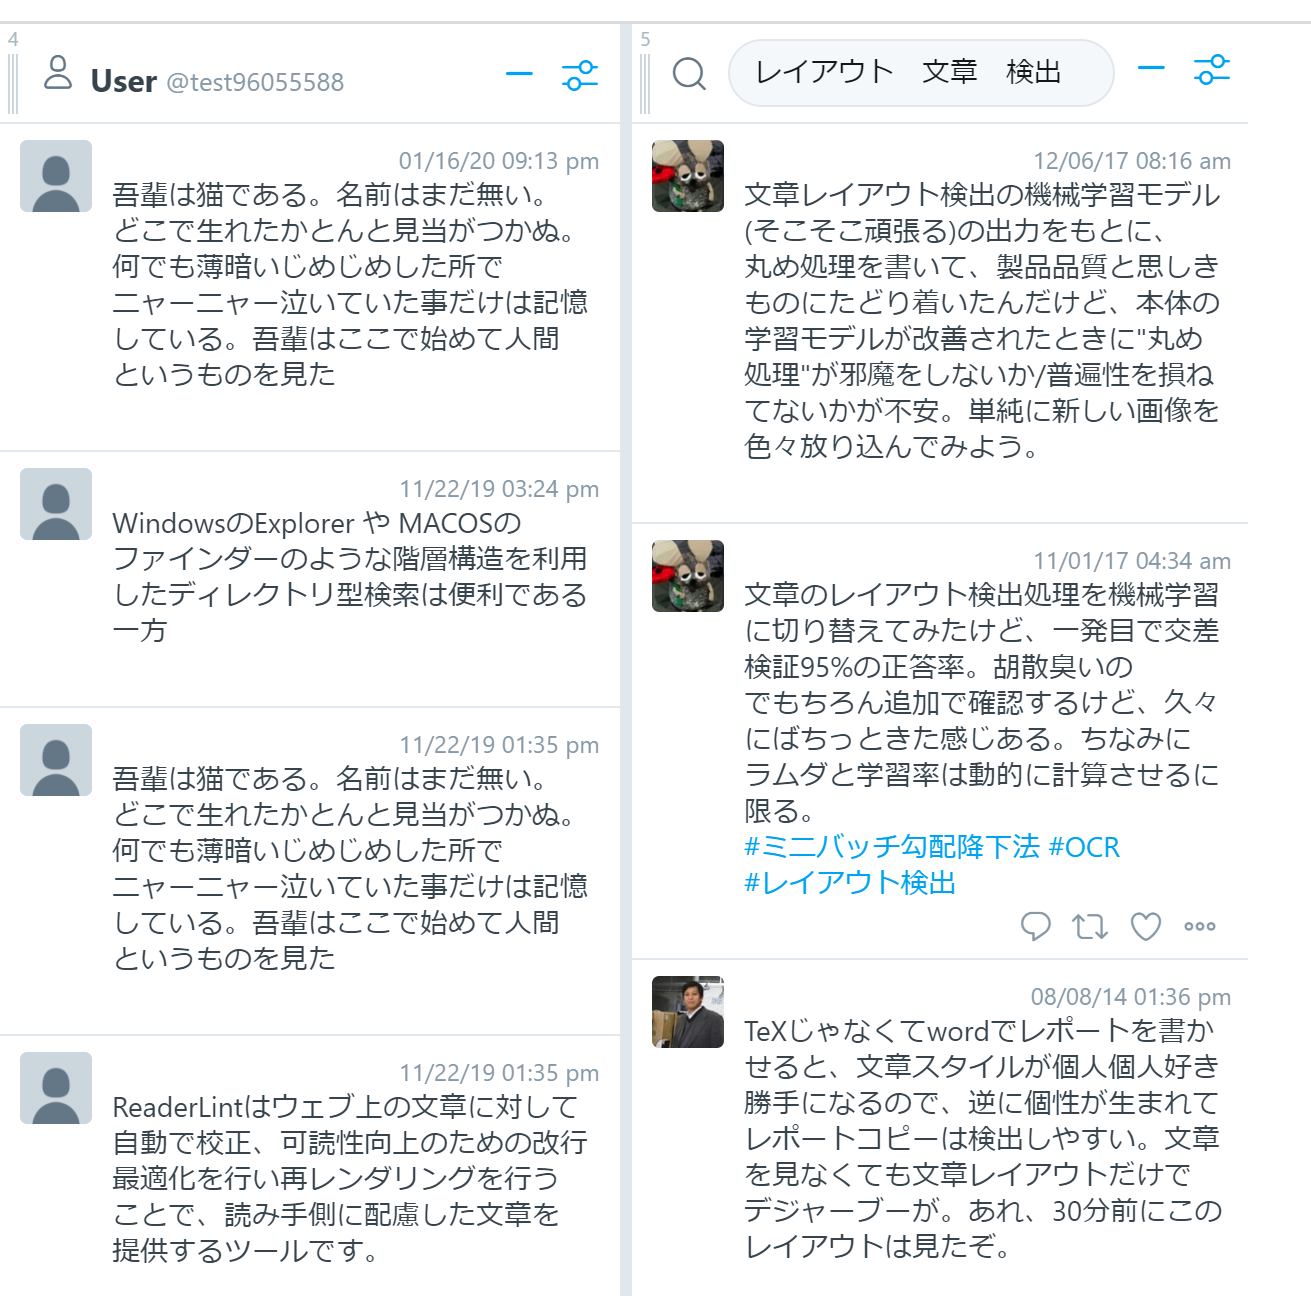 4
User @test96055588
01/16/20 09:13 pm
吾輩は猫である。名前はまだ無い。
どこで生れたかとんと見当がつかぬ。
何でも薄暗いじめじめした所で
ニャーニャー泣いていた事だけは記憶
している。吾輩はここで始めて人間
というものを見た
11/22/19 03:24 pm
WindowsのExplorer や MACOSの
ファインダーのような階層構造を利用
したディレクトリ型検索は便利である
一方
11/22/19 01:35 pm
吾輩は猫である。名前はまだ無い。
どこで生れたかとんと見当がつかぬ。
何でも薄暗いじめじめした所で
ニャーニャー泣いていた事だけは記憶
している。吾輩はここで始めて人間
というものを見た
11/22/19 01:35 pm
ReaderLintはウェブ上の文章に対して
自動で校正、可読性向上のための改行
最適化を行い再レンダリングを行う
ことで、読み手側に配慮した文章を
提供するツールです。
5
レイアウト　文章　検出
12/06/17 08:16 am
文章レイアウト検出の機械学習モデル
(そこそこ頑張る)の出力をもとに、
丸め処理を書いて、製品品質と思しき
ものにたどり着いたんだけど、本体の
学習モデルが改善されたときに"丸め
処理"が邪魔をしないか/普遍性を損ね
てないかが不安。単純に新しい画像を
色々放り込んでみよう。
11/01/17 04:34 am
文章のレイアウト検出処理を機械学習
に切り替えてみたけど、一発目で交差
検証95%の正答率。胡散臭いの
でもちろん追加で確認するけど、久々
にばちっときた感じある。ちなみに
ラムダと学習率は動的に計算させるに
限る。
#ミニバッチ勾配降下法 #OCR
#レイアウト検出
08/08/14 01:36 pm
TeXじゃなくてwordでレポートを書か
せると、文章スタイルが個人個人好き
勝手になるので、逆に個性が生まれて
レポートコピーは検出しやすい。文章
を見なくても文章レイアウトだけで
デジャーブーが。あれ、30分前にこの
レイアウトは見たぞ。